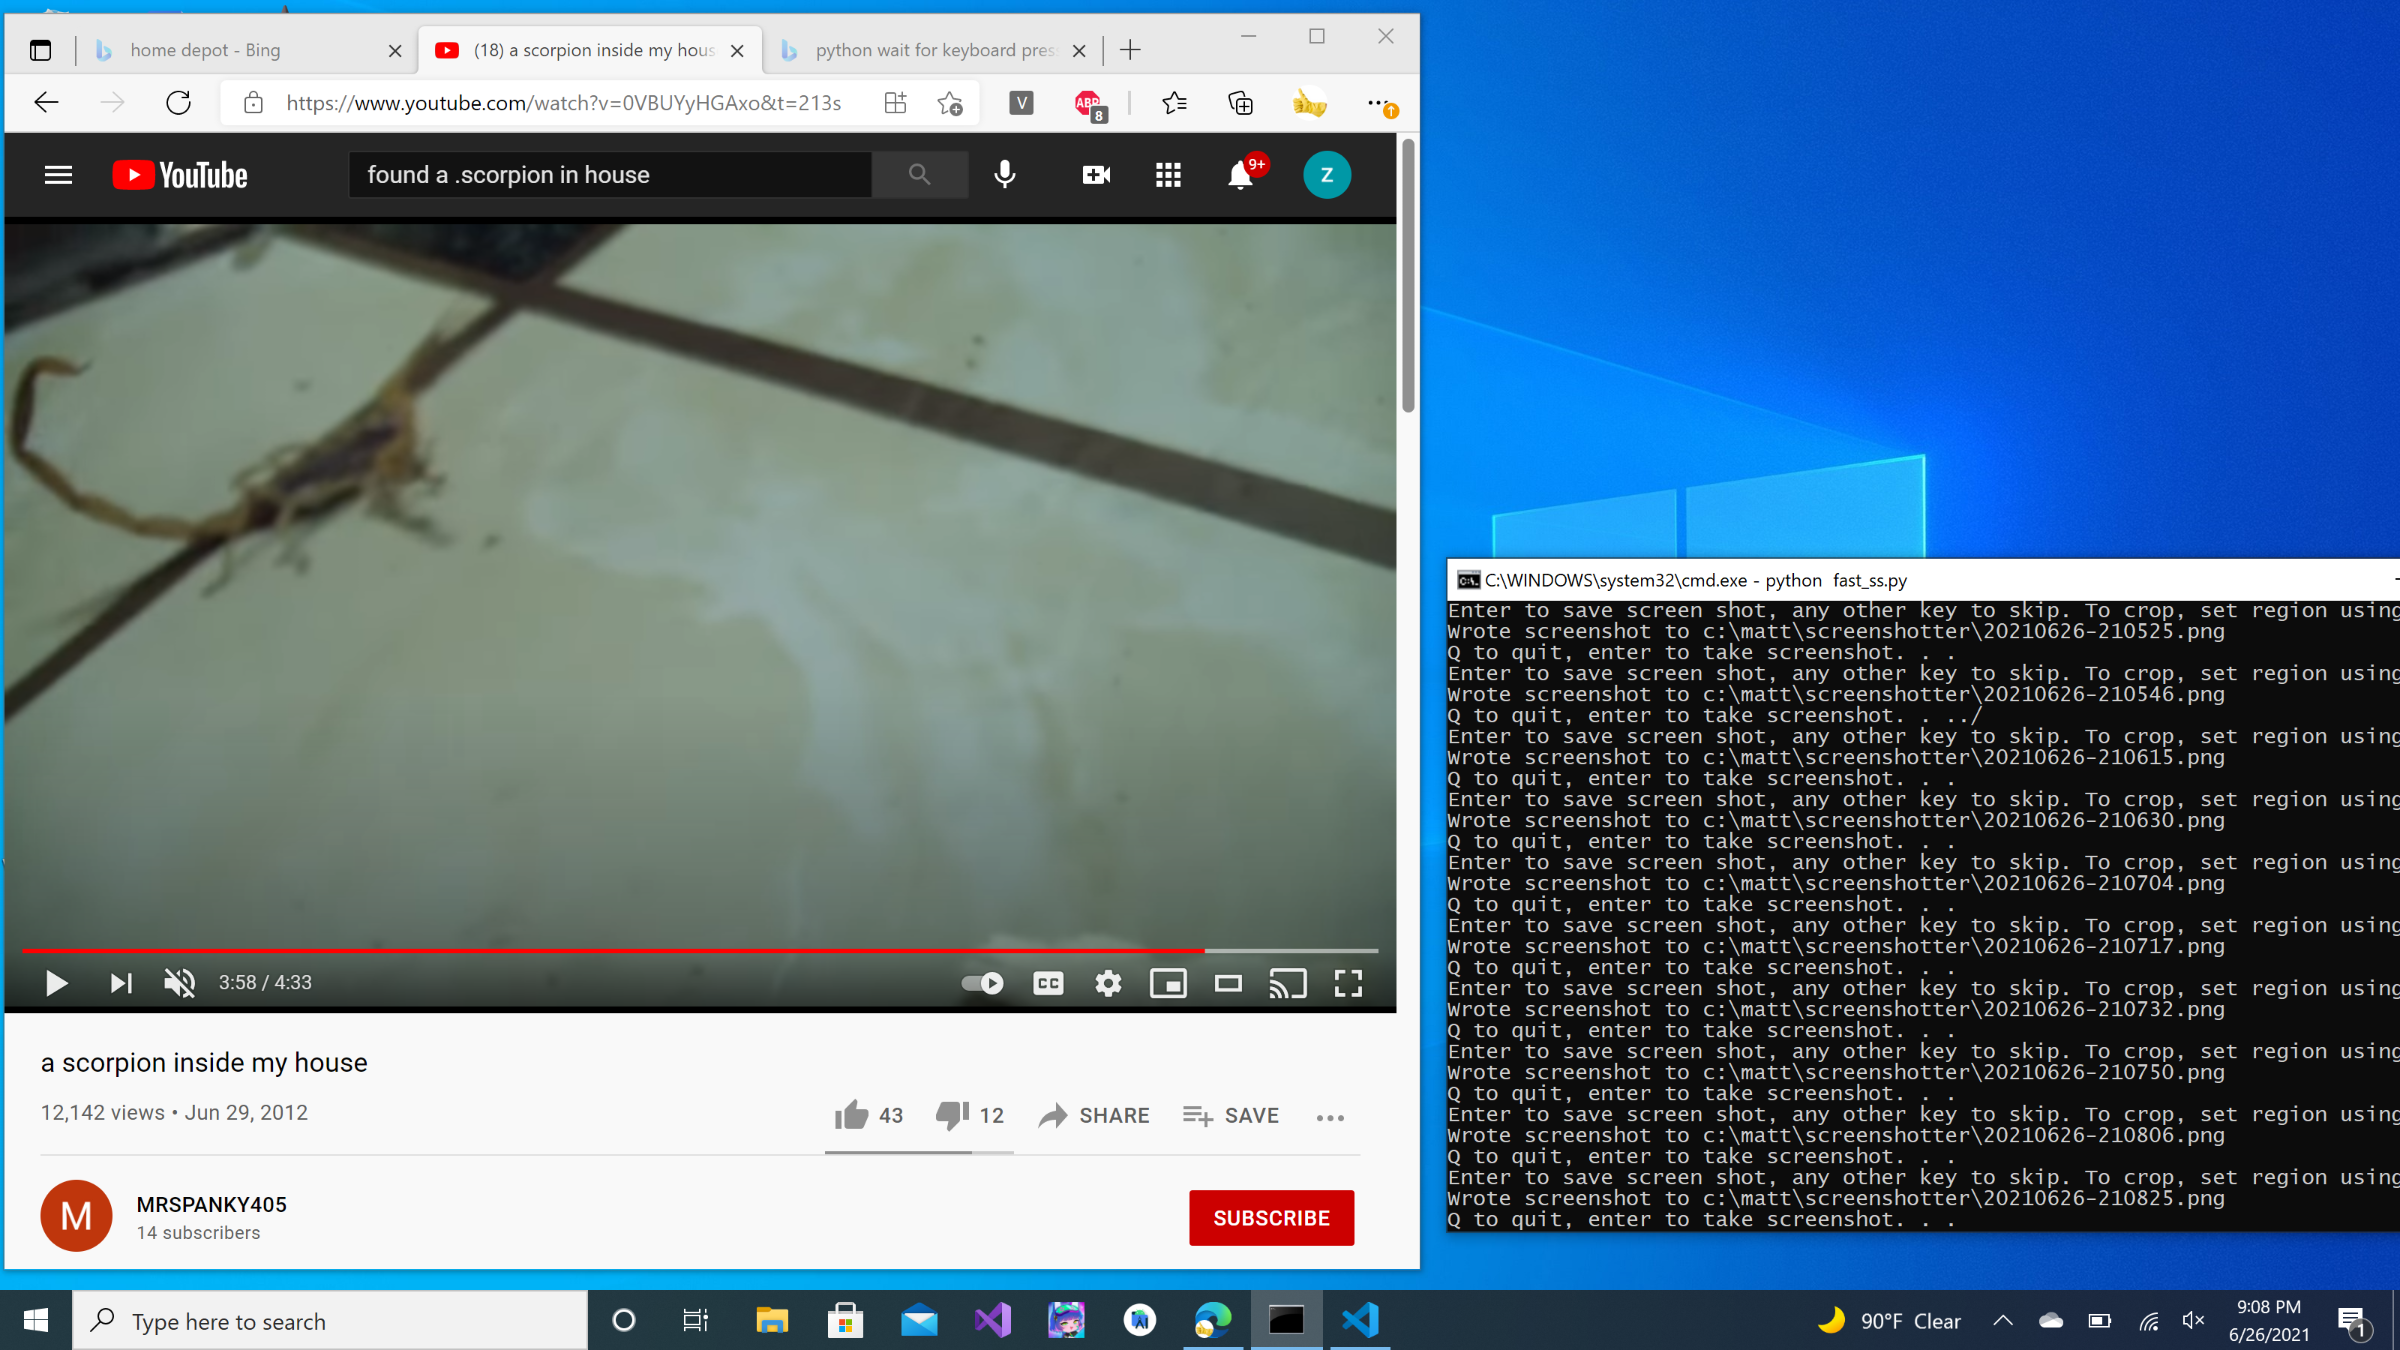 home depot - Bing
(18) a scorpion inside my hous
python wait for keyboard pres
https://www.youtube.com/watch?v=0VBUYyHGAxo&t=213s
V
ABP
8
YouTube
found a .scorpion in house
9+
Z
3:58 / 4:33
CC
a scorpion inside my house
12,142 views • Jun 29, 2012
43
12
SHARE
SAVE
M
MRSPANKY405
14 subscribers
SUBSCRIBE
C:\WINDOWS\system32\cmd.exe - python  fast_ss.py
Enter to save screen shot, any other key to skip. To crop, set region using
Wrote screenshot to c:\matt\screenshotter\20210626-210525.png
Q to quit, enter to take screenshot. . .
Enter to save screen shot, any other key to skip. To crop, set region using
Wrote screenshot to c:\matt\screenshotter\20210626-210546.png
Q to quit, enter to take screenshot. . ../
Enter to save screen shot, any other key to skip. To crop, set region using
Wrote screenshot to c:\matt\screenshotter\20210626-210615.png
Q to quit, enter to take screenshot. . .
Enter to save screen shot, any other key to skip. To crop, set region using
Wrote screenshot to c:\matt\screenshotter\20210626-210630.png
Q to quit, enter to take screenshot. . .
Enter to save screen shot, any other key to skip. To crop, set region using
Wrote screenshot to c:\matt\screenshotter\20210626-210704.png
Q to quit, enter to take screenshot. . .
Enter to save screen shot, any other key to skip. To crop, set region using
Wrote screenshot to c:\matt\screenshotter\20210626-210717.png
Q to quit, enter to take screenshot. . .
Enter to save screen shot, any other key to skip. To crop, set region using
Wrote screenshot to c:\matt\screenshotter\20210626-210732.png
Q to quit, enter to take screenshot. . .
Enter to save screen shot, any other key to skip. To crop, set region using
Wrote screenshot to c:\matt\screenshotter\20210626-210750.png
Q to quit, enter to take screenshot. . .
Enter to save screen shot, any other key to skip. To crop, set region using
Wrote screenshot to c:\matt\screenshotter\20210626-210806.png
Q to quit, enter to take screenshot. . .
Enter to save screen shot, any other key to skip. To crop, set region using
Wrote screenshot to c:\matt\screenshotter\20210626-210825.png
Q to quit, enter to take screenshot. . .
Type here to search
90°F Clear
9:08 PM
6/26/2021
1